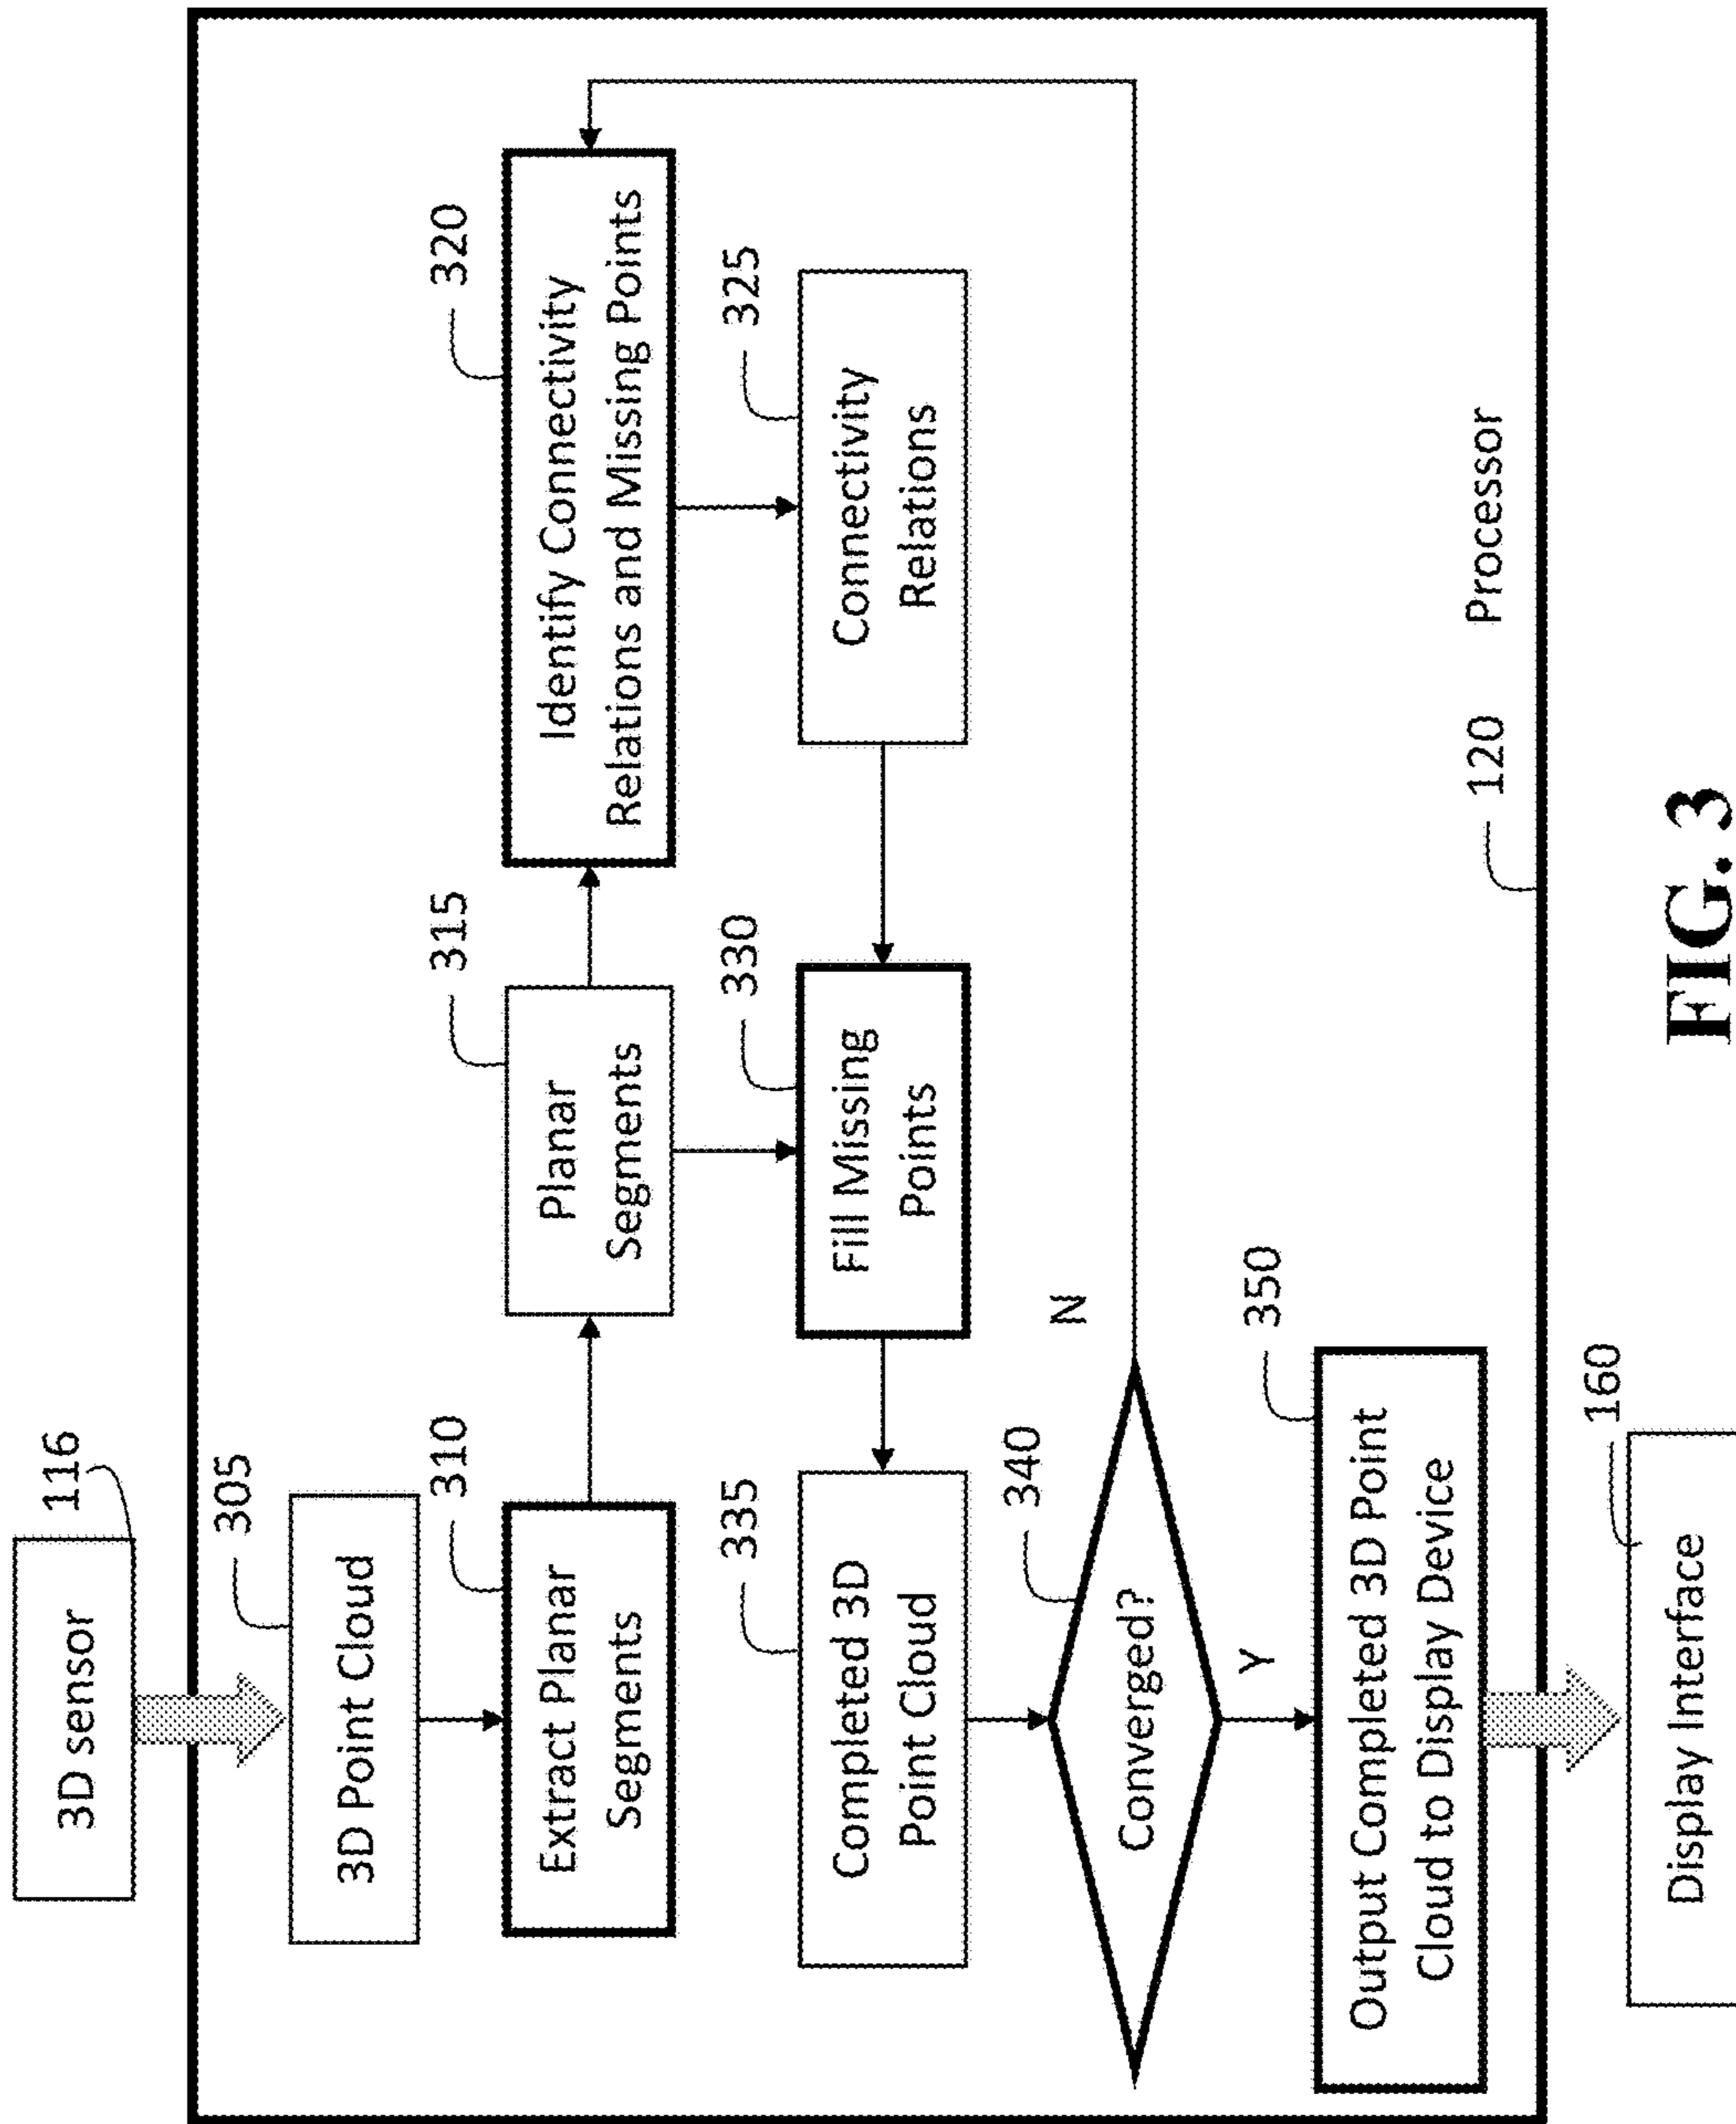 3D sensor
116
305
3D Point Cloud
310
Extract Planar
Segments
315
Planar
Segments
320
Identify Connectivity
Relations and Missing Points
325
Connectivity
Relations
330
Fill Missing
Points
335
Completed 3D
Point Cloud
340
Converged?
N
Y
350
Output Completed 3D Point
Cloud to Display Device
120 Processor
160
Display Interface
FIG. 3